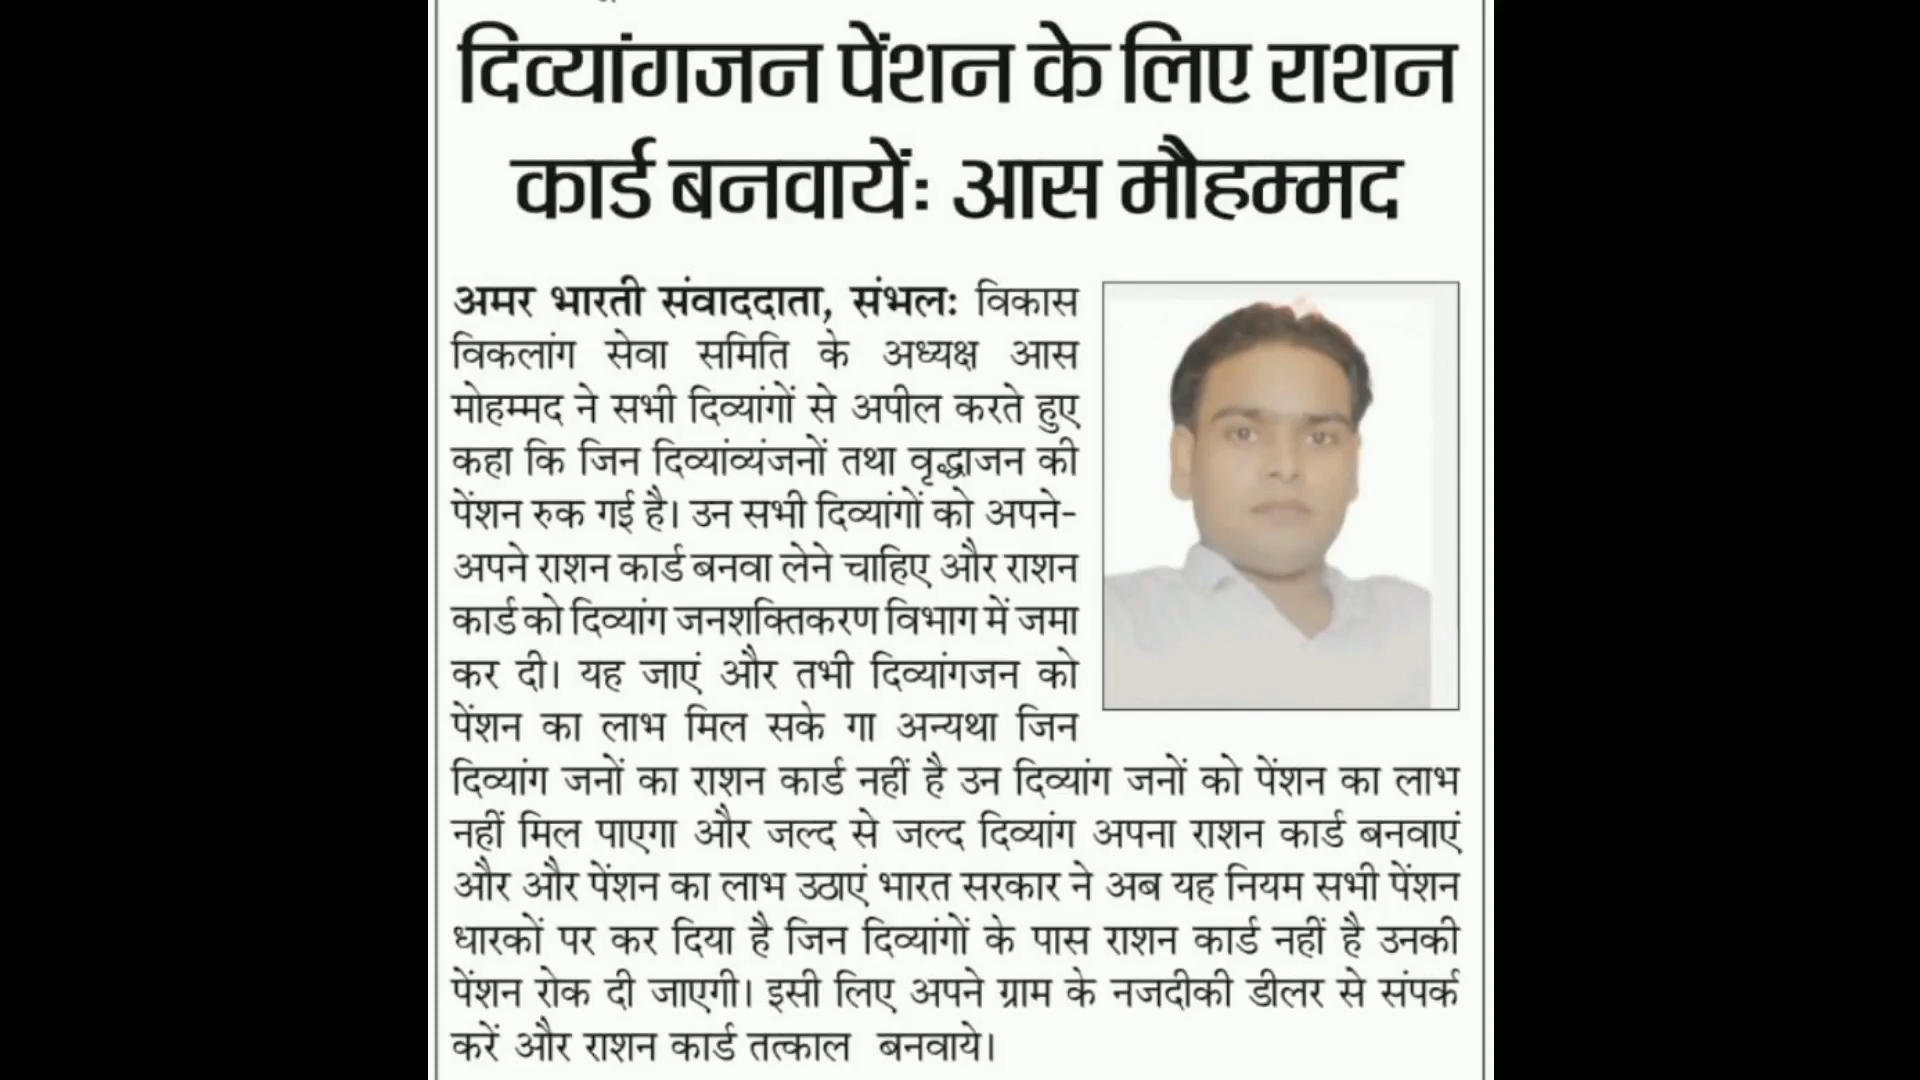 दिव्यांगजन पेंशन के लिए राशन
कार्ड बनवायेंः आस मौहम्मद
अमर भारती संवाददाता, संभलः विकास
विकलांग सेवा समिति के अध्यक्ष आस
मोहम्मद ने सभी दिव्यांगों से अपील करते हुए
कहा कि जिन दिव्यांव्यंजनों तथा वृद्धाजन की
पेंशन रुक गई है। उन सभी दिव्यांगों को अपने-
अपने राशन कार्ड बनवा लेने चाहिए और राशन
कार्ड को दिव्यांग जनशक्तिकरण विभाग में जमा
कर दी। यह जाएं और तभी दिव्यांगजन को
पेंशन का लाभ मिल सके गा अन्यथा जिन
दिव्यांग जनों का राशन कार्ड नहीं है उन दिव्यांग जनों को पेंशन का लाभ
नहीं मिल पाएगा और जल्द से जल्द दिव्यांग अपना राशन कार्ड बनवाएं
और और पेंशन का लाभ उठाएं भारत सरकार ने अब यह नियम सभी पेंशन
धारकों पर कर दिया है जिन दिव्यांगों के पास राशन कार्ड नहीं है उनकी
पेंशन रोक दी जाएगी। इसी लिए अपने ग्राम के नजदीकी डीलर से संपर्क
करें और राशन कार्ड तत्काल बनवाये।